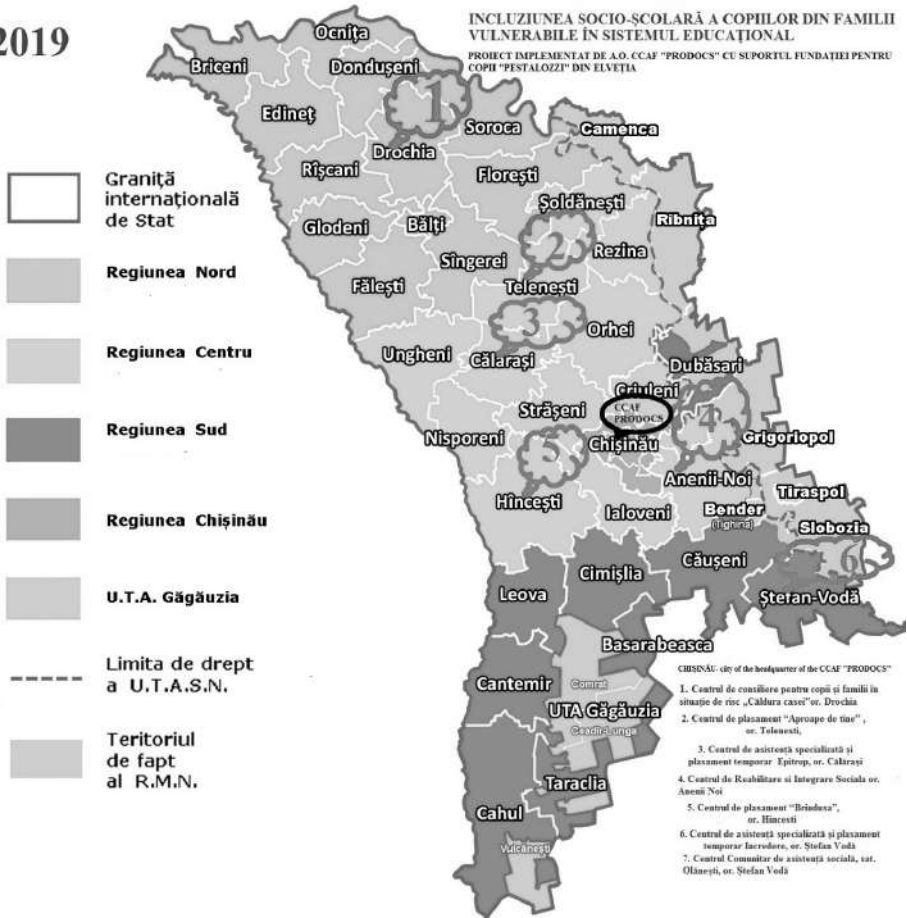 2019
INCLUZIUNEA SOCIO-ȘCOLARĂ A COPIILOR DIN FAMILII
VULNERABILE ÎN SISTEMUL EDUCAȚIONAL
PROIECT IMPLEMENTAT DE A.O. CCAF "PRODOCS" CU SUPORTUL FUNDAȚIEI PENTRU
COPII "PESTALOZZI" DIN ELVEȚIA
Graniță
internațională
de Stat
Regiunea Nord
Regiunea Centru
Regiunea Sud
Regiunea Chișinău
U.T.A. Găgăuzia
Limita de drept
a U.T.A.S.N.
Teritoriul
de fapt
al R.M.N.
Ocnița
Briceni
Dondușeni
Edineț
1
Soroca
Camenca
Drochia
Rîșcani
Florești
Șoldănești
Glodeni
Bălți
Rîbnița
2
Rezina
Sîngerei
Fălești
Telenești
3
Orhei
Ungheni
Călarași
Dubăsari
Criuleni
Strășeni
CCAF
PRODOCS
4
Nisporeni
5
Chișinău
Grigoriopol
Anenii-Noi
Tiraspol
Hîncești
Ialoveni
Bender
(Tighina)
Slobozia
Căușeni
6
Cimișlia
Leova
Ștefan-Vodă
Basarabeasca
Cantemir
Comrat
UTA Găgăuzia
Ceadîr-Lunga
Taraclia
Cahul
Vulcănești
CHIȘINĂU- city of the headquarter of the CCAF "PRODOCS"
1. Centrul de consiliere pentru copii și familii în
situație de risc „Căldura casei"or. Drochia
2. Centrul de plasament "Aproape de tine" ,
or. Telenesti,
3. Centrul de asistență specializată și
plasament temporar Epitrop, or. Călărași
4. Centrul de Reabilitare si Integrare Sociala or.
Anenii Noi
5. Centrul de plasament "Brindusa",
or. Hincesti
6. Centrul de asistență specializată și plasament
temporar Incredere, or. Ștefan Vodă
7. Centrul Comunitar de asistență socială, sat.
Olănești, or. Ștefan Vodă